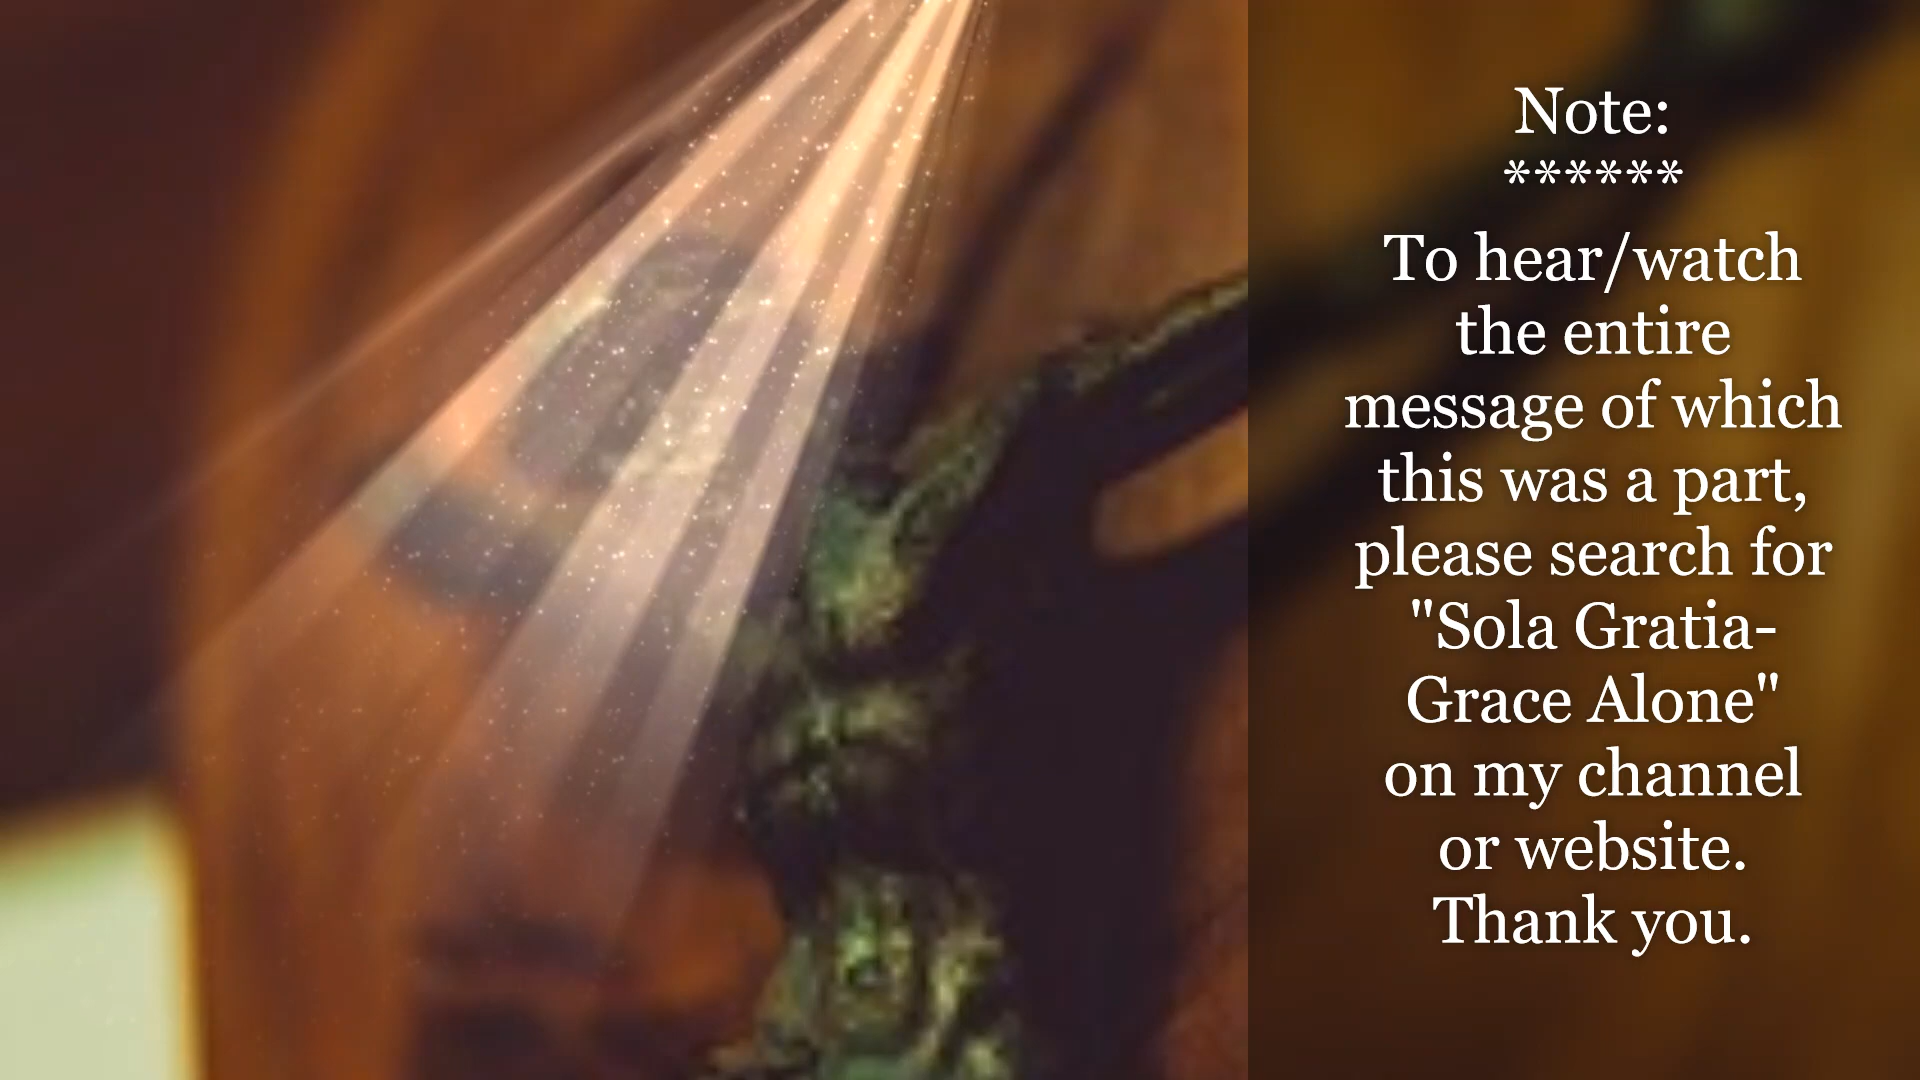 Note:
******
To hear/watch
the entire
message of which
this was a part,
please search for
"Sola Gratia-
Grace Alone"
on my channel
or website.
Thank you.